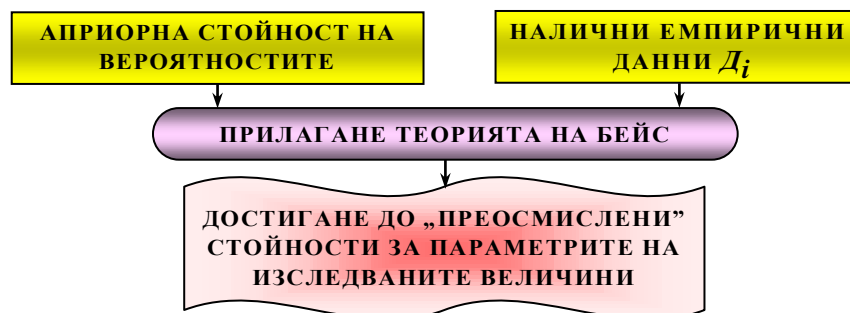 АПРИОРНА СТОЙНОСТ НА
ВЕРОЯТНОСТИТЕ
НАЛИЧНИ ЕМПИРИЧНИ
ДАННИ Дi
ПРИЛАГАНЕ ТЕОРИЯТА НА БЕЙС
ДОСТИГАНЕ ДО „ПРЕОСМИСЛЕНИ”
СТОЙНОСТИ ЗА ПАРАМЕТРИТЕ НА
ИЗСЛЕДВАНИТЕ ВЕЛИЧИНИ